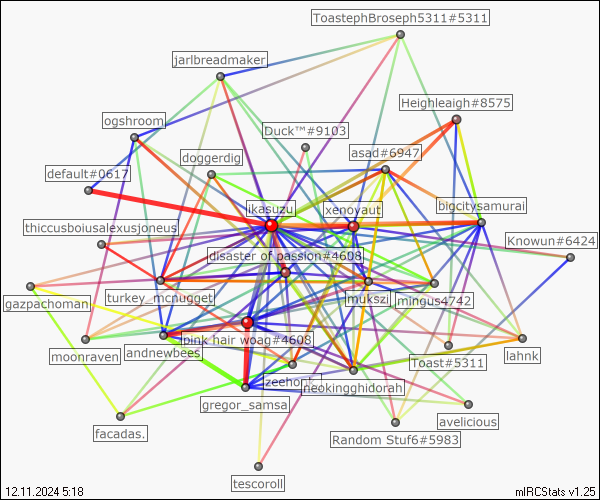 ToastephBroseph5311#5311
jarlbreadmaker
Heighleaigh#8575
ogshroom
Duck™#9103
doggerdig
asad#6947
default#0617
ikasuzu
xenoyaut
bigcitysamurai
thiccusboiusalexusjoneus
Knowun#6424
disaster of passion#4608
gazpachoman
turkey_mcnugget
mukszi
mingus4742
pink hair woag#4608
moonraven
andnewbees
Toast#5311
lahnk
zeehonk
neokingghidorah
gregor_samsa
avelicious
facadas.
Random Stuf6#5983
tescoroll
12.11.2024 5:18
mIRCStats v1.25